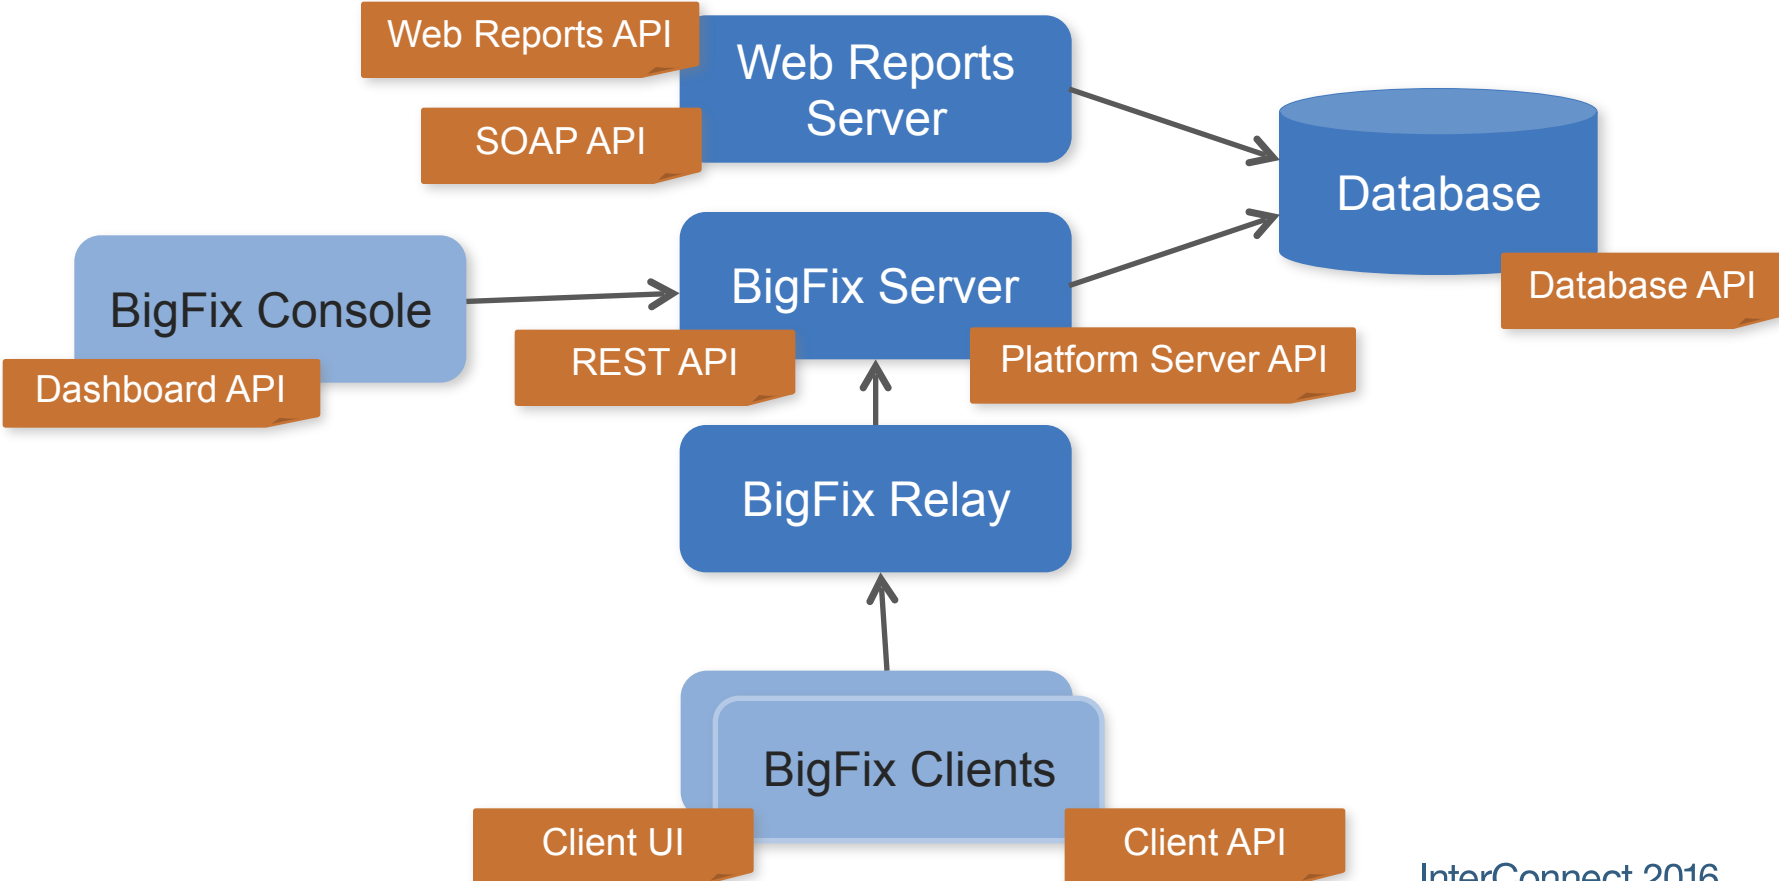 Web Reports API
Web Reports
Server
SOAP API
Database
BigFix Server
Database API
BigFix Console
REST API
Platform Server API
Dashboard API
BigFix Relay
BigFix Clients
Client UI
Client API
InterConnect 2016